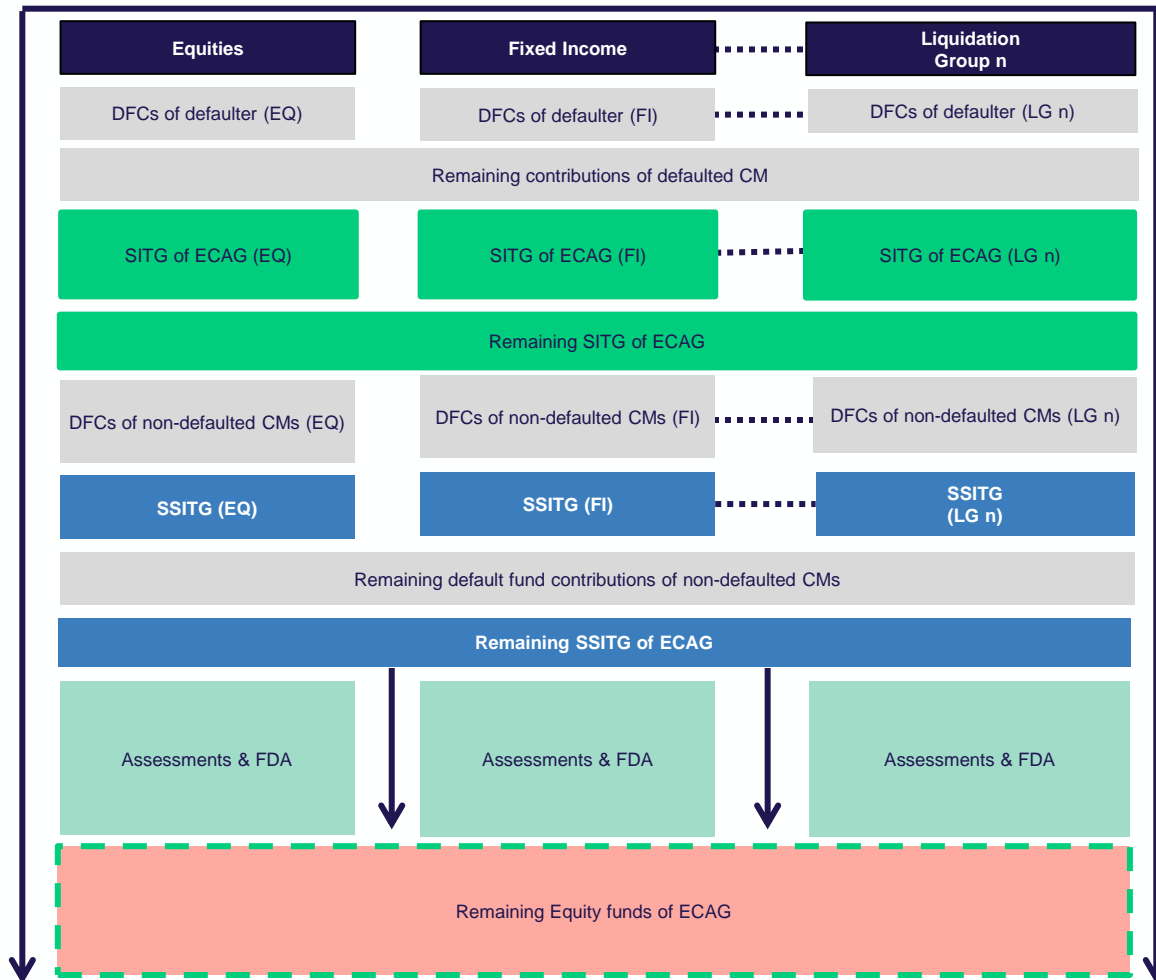 Equities
Fixed Income
Liquidation
Group n
DFCs of defaulter (EQ)
DFCs of defaulter (FI)
DFCs of defaulter (LG n)
Remaining contributions of defaulted CM
SITG of ECAG (EQ)
SITG of ECAG (FI)
SITG of ECAG (LG n)
Remaining SITG of ECAG
DFCs of non-defaulted CMs (EQ)
DFCs of non-defaulted CMs (FI)
DFCs of non-defaulted CMs (LG n)
SSITG (EQ)
SSITG (FI)
SSITG
(LG n)
Remaining default fund contributions of non-defaulted CMs
Remaining SSITG of ECAG
Assessments & FDA
Assessments & FDA
Assessments & FDA
Remaining Equity funds of ECAG